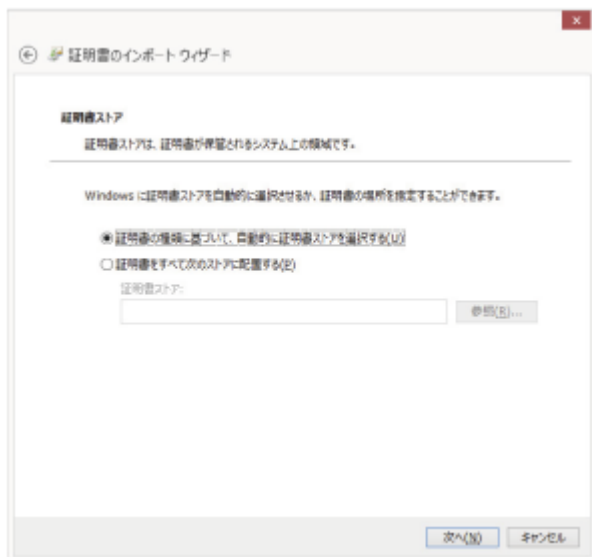 証明書のインポート ウィザード
証明書ストア
証明書ストアは、証明書が保管されるシステム上の領域です。
Windows に証明書ストアを自動的に選択させるか、証明書の場所を指定することができます。
証明書の種類に基づいて、自動的に証明書ストアを選択する(U)
証明書をすべて次のストアに配置する(P)
証明書ストア:
参照(R)...
次へ(N) キャンセル